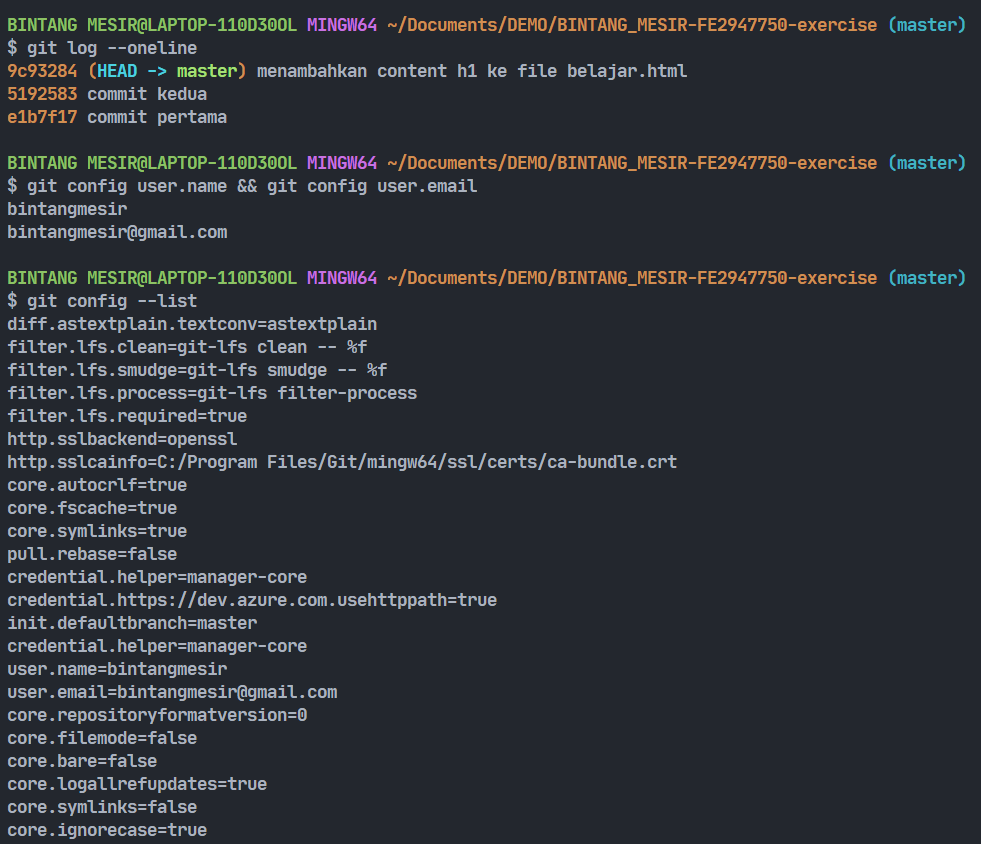 BINTANG MESIR@LAPTOP-110D30OL MINGW64 ~/Documents/DEMO/BINTANG_MESIR-FE2947750-exercise (master)
$ git log --oneline
9c93284 (HEAD -> master) menambahkan content h1 ke file belajar.html
5192583 commit kedua
e1b7f17 commit pertama
BINTANG MESIR@LAPTOP-110D30OL MINGW64 ~/Documents/DEMO/BINTANG_MESIR-FE2947750-exercise (master)
$ git config user.name && git config user.email
bintangmesir
bintangmesir@gmail.com
BINTANG MESIR@LAPTOP-110D30OL MINGW64 ~/Documents/DEMO/BINTANG_MESIR-FE2947750-exercise (master)
$ git config --list
diff.astextplain.textconv=astextplain
filter.lfs.clean=git-lfs clean -- %f
filter.lfs.smudge=git-lfs smudge -- %f
filter.lfs.process=git-lfs filter-process
filter.lfs.required=true
http.sslbackend=openssl
http.sslcainfo=C:/Program Files/Git/mingw64/ssl/certs/ca-bundle.crt
core.autocrlf=true
core.fscache=true
core.symlinks=true
pull.rebase=false
credential.helper=manager-core
credential.https://dev.azure.com.usehttppath=true
init.defaultbranch=master
credential.helper=manager-core
user.name=bintangmesir
user.email=bintangmesir@gmail.com
core.repositoryformatversion=0
core.filemode=false
core.bare=false
core.logallrefupdates=true
core.symlinks=false
core.ignorecase=true